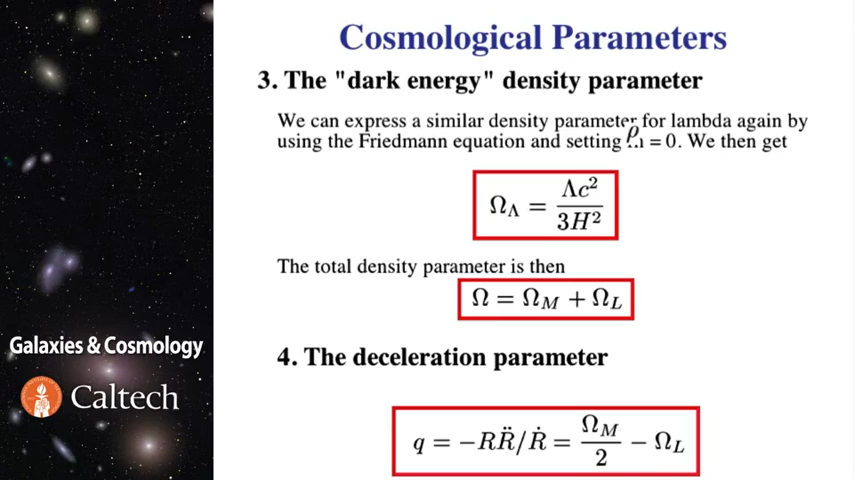 Cosmological Parameters
3. The "dark energy" density parameter
We can express a similar density parameter for lambda again by
using the Friedmann equation and setting = 0. We then get
Ω_Λ = Λc² / 3H²
The total density parameter is then
Ω = Ω_M + Ω_L
4. The deceleration parameter
q = −RR̈/Ṙ = Ω_M / 2 − Ω_L
Galaxies & Cosmology
Caltech